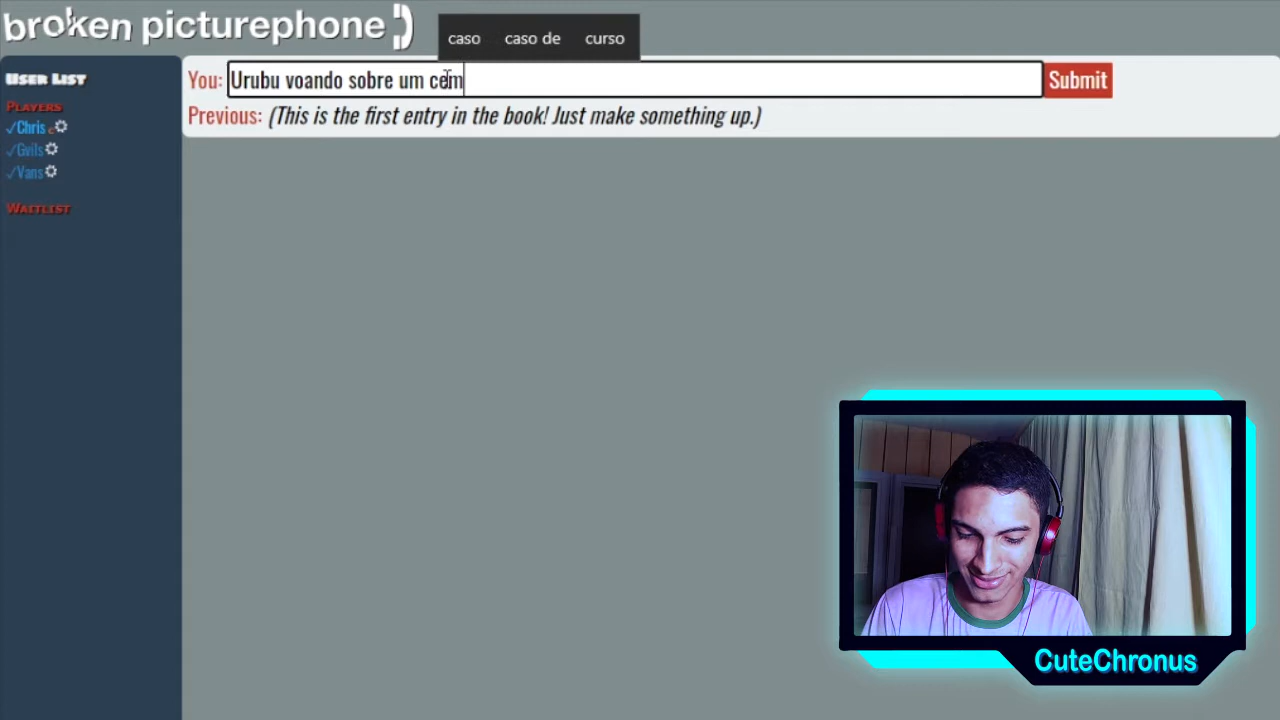 broken picturephone
caso caso de curso
User List
Players
✓Chris
✓Gvils
✓Vans
Waitlist
You: Urubu voando sobre um cem Submit
Previous: (This is the first entry in the book! Just make something up.)
CuteChronus